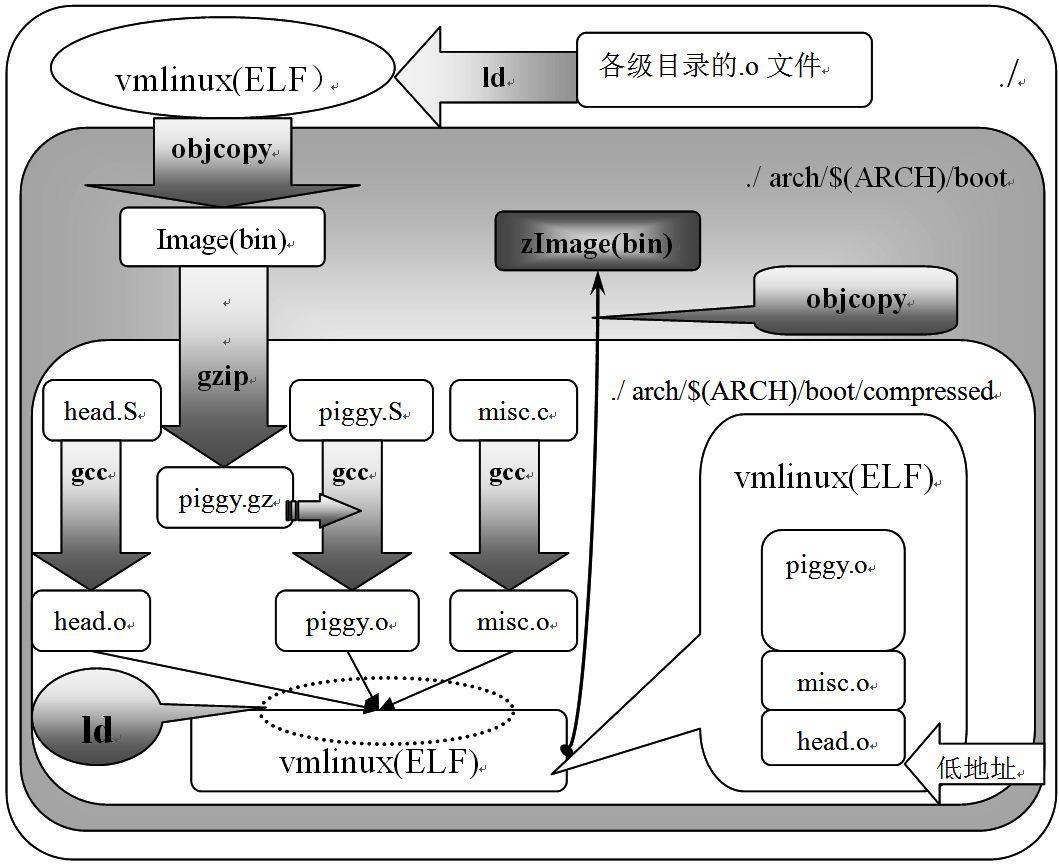 vmlinux(ELF）
ld
各级目录的.o 文件
./
objcopy
./ arch/$(ARCH)/boot
Image(bin)
zImage(bin)
objcopy
gzip
./ arch/$(ARCH)/boot/compressed
head.S
piggy.S
misc.c
gcc
gcc
gcc
vmlinux(ELF)
piggy.gz
piggy.o
head.o
piggy.o
misc.o
misc.o
ld
head.o
vmlinux(ELF)
低地址